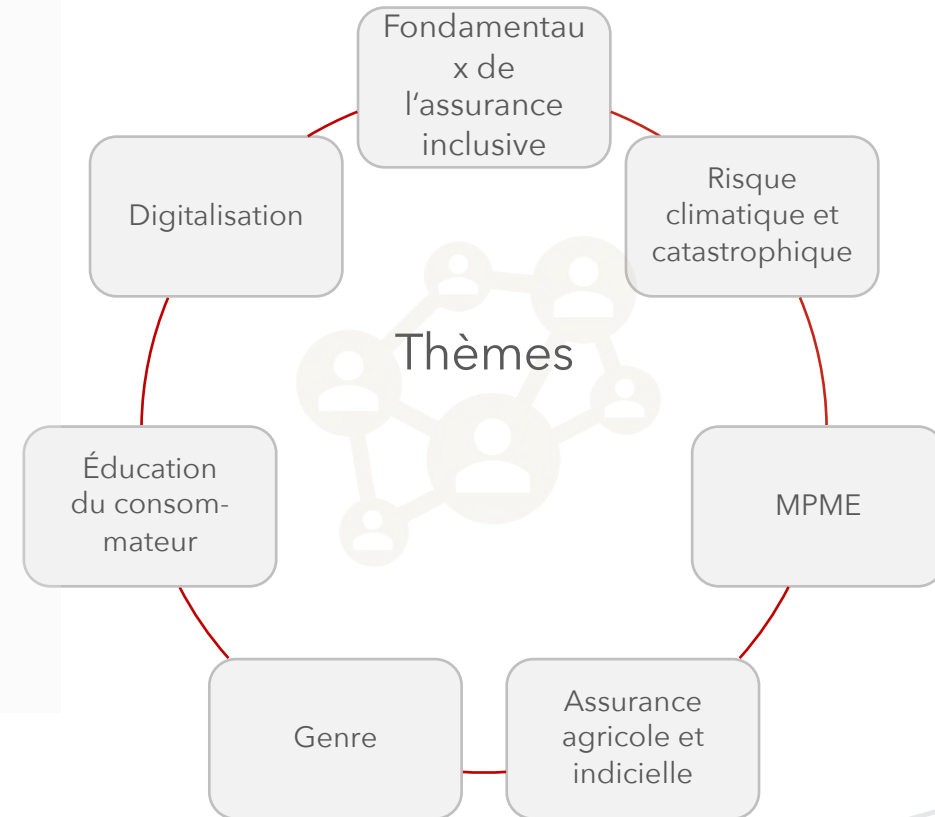 Fondamentau
x de
l'assurance
inclusive
Digitalisation
Risque
climatique et
catastrophique
Thèmes
Éducation
du consom-
mateur
MPME
Genre
Assurance
agricole et
indicielle